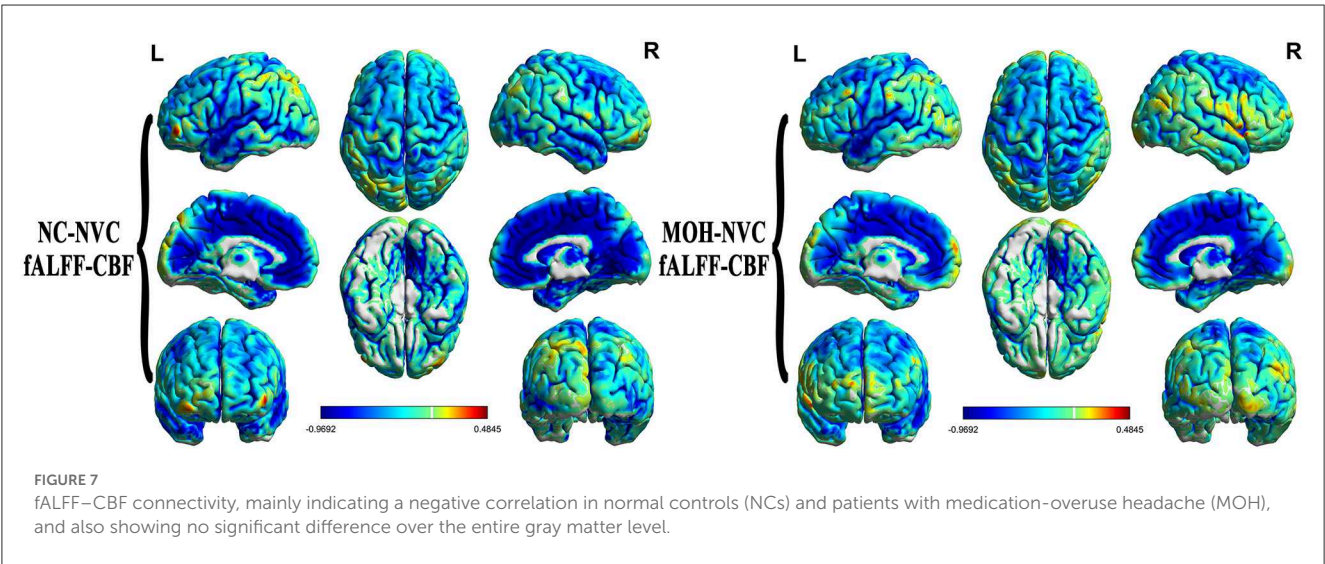 L
R
NC-NVC
fALFF-CBF
-0.9692
0.4845
L
R
MOH-NVC
fALFF-CBF
-0.9692
0.4845
FIGURE 7
fALFF–CBF connectivity, mainly indicating a negative correlation in normal controls (NCs) and patients with medication-overuse headache (MOH),
and also showing no significant difference over the entire gray matter level.